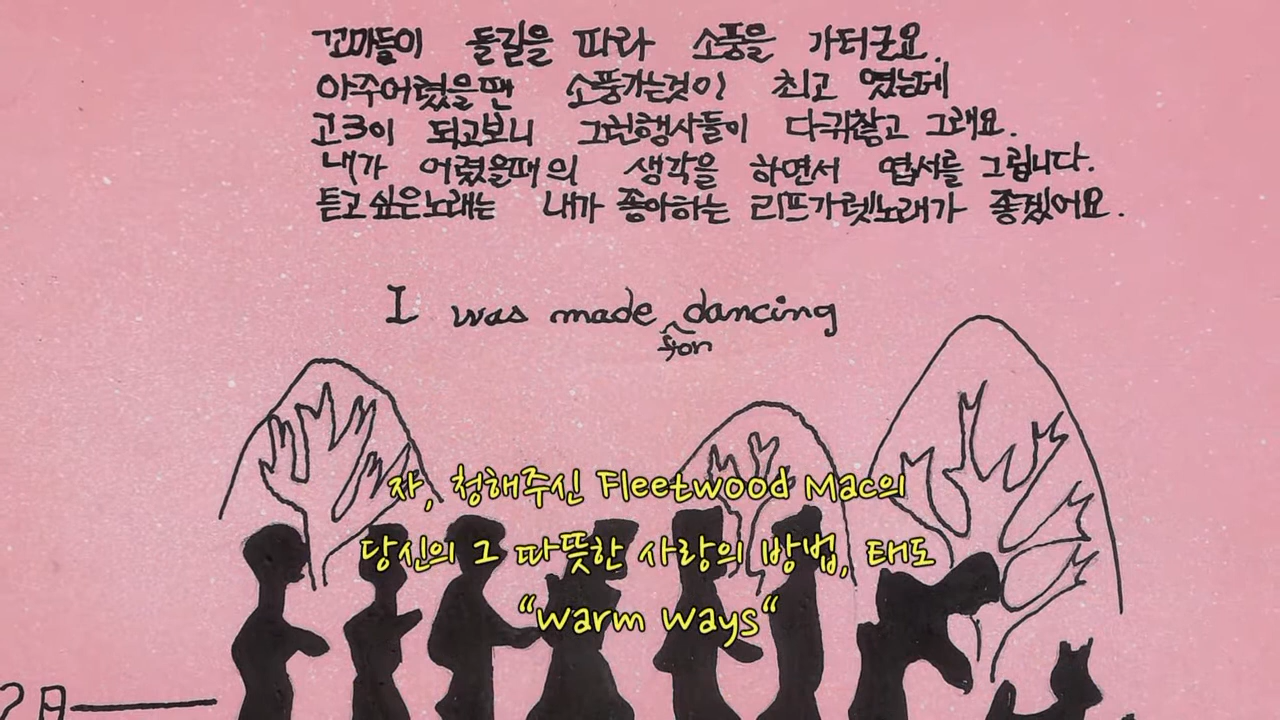 꼬마들이 들길을 따라 소풍을 가더군요.
아주어렸을땐 소풍가는것이 최고 였는데
고3이 되고보니 그런행사들이 다귀찮고 그래요.
내가 어렸을때의 생각을 하면서 엽서를 그립니다.
듣고싶은노래는 내가 좋아하는 리프가렛노래가 좋겠어요.
I was made dancing
for
자, 청해주신 Fleetwood Mac의
당신의 그 따뜻한 사랑의 방법, 태도
“Warm Ways“